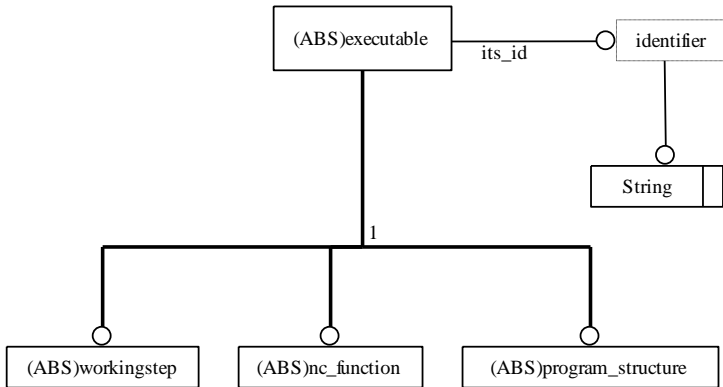 (ABS)executable
its_id
identifier
String
1
(ABS)workingstep
(ABS)nc_function
(ABS)program_structure